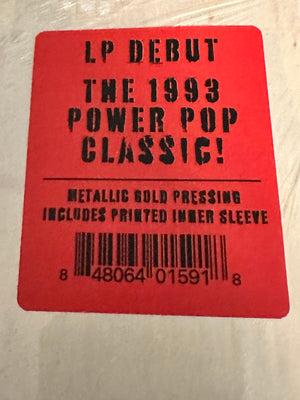 LP DEBUT
THE 1993
POWER POP
CLASSIC!
METALLIC GOLD PRESSING
INCLUDES PRINTED INNER SLEEVE
8 48064 01591 8